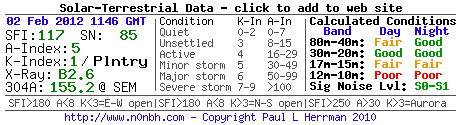 Solar-Terrestrial Data - click to add to web site
02 Feb 2012 1146 GMT
SFI:117 SN: 85
A-Index: 5
K-Index: 1/ Plntry
X-Ray: B2.6
304A: 155.2 @ SEM
Condition K-In A-In
Quiet 0-2 0-7
Unsettled 3 8-15
Active 4 16-29
Minor storm 5 30-49
Major storm 6 50-99
Severe storm 7-9 >100
Calculated Conditions
Band Day Night
80m-40m: Fair Good
30m-20m: Good Good
17m-15m: Fair Fair
12m-10m: Poor Poor
Sig Noise Lvl: S0-S1
SFI>180 A<8 K<3=E-W open|SFI>180 A<8 K>3=N-S open|SFI>250 A>30 K>3=Aurora
http://www.n0nbh.com - Copyright Paul L Herrman 2010